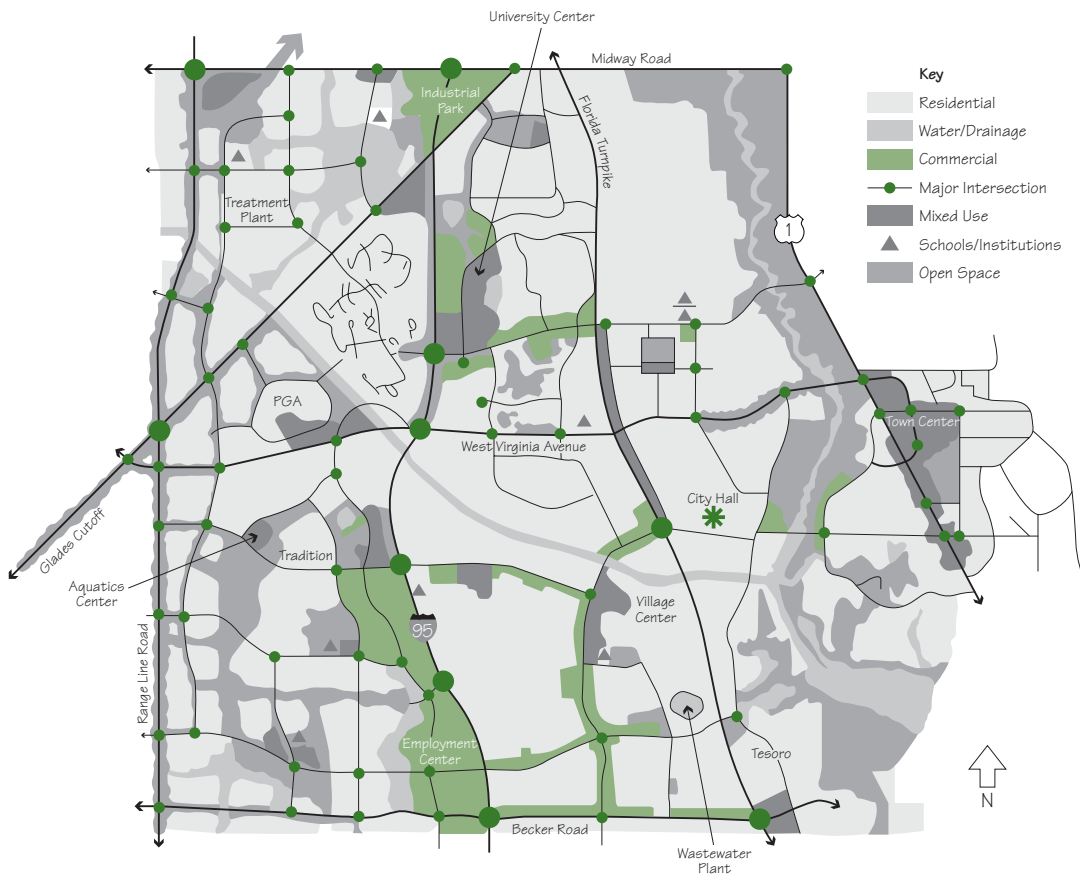 University Center
Midway Road
Key
Residential
Water/Drainage
Commercial
Major Intersection
Mixed Use
Schools/Institutions
Open Space
Industrial
Park
Florida Turnpike
Treatment
Plant
1
PGA
West Virginia Avenue
Town Center
City Hall
Glades Cutoff
Tradition
Aquatics
Center
Village
Center
95
Range Line Road
Employment
Center
Tesoro
N
Becker Road
Wastewater
Plant